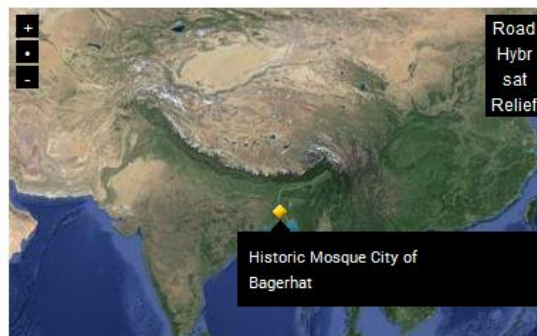 +
•
-
Road
Hybr
sat
Relief
Historic Mosque City of
Bagerhat